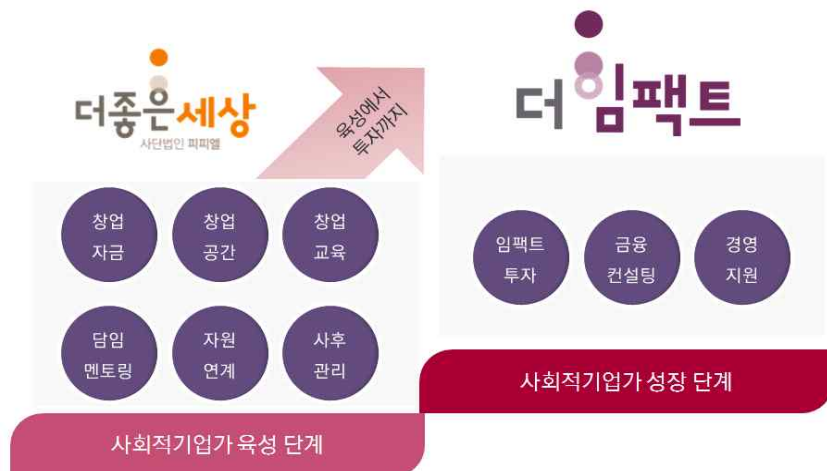 더좋은세상
사단법인 피피엘
육성에서
투자까지
더임팩트
창업
자금
창업
공간
창업
교육
담임
멘토링
자원
연계
사후
관리
사회적기업가 육성 단계
임팩트
투자
금융
컨설팅
경영
지원
사회적기업가 성장 단계